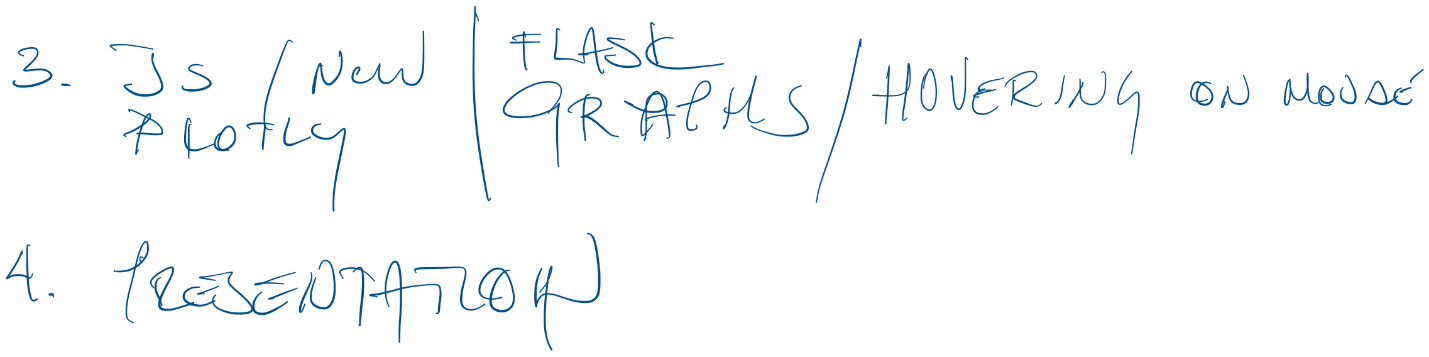 3. JS / New | FLASK
PLOTLY | GRAPHS / HOVERING ON MOUSE
4. PRESENTATION